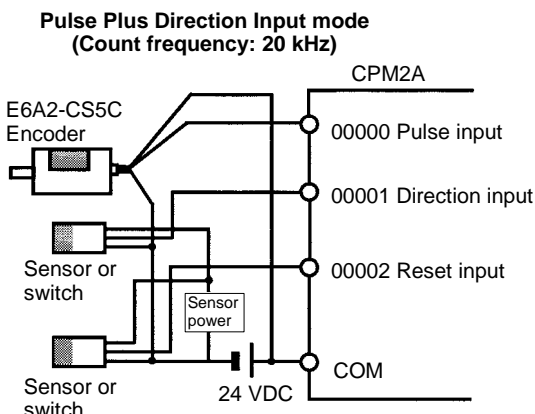 Pulse Plus Direction Input mode
(Count frequency: 20 kHz)
CPM2A
E6A2-CS5C
Encoder
00000 Pulse input
00001 Direction input
Sensor or
switch
00002 Reset input
Sensor
power
COM
24 VDC
Sensor or
switch